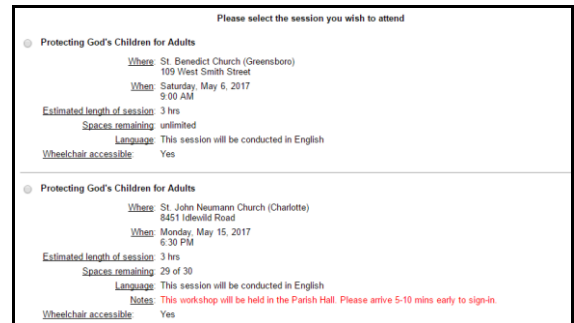 Please select the session you wish to attend
Protecting God's Children for Adults
Where: St. Benedict Church (Greensboro)
109 West Smith Street
When: Saturday, May 6, 2017
9:00 AM
Estimated length of session: 3 hrs
Spaces remaining: unlimited
Language: This session will be conducted in English
Wheelchair accessible: Yes
Protecting God's Children for Adults
Where: St. John Neumann Church (Charlotte)
8451 Idlewild Road
When: Monday, May 15, 2017
6:30 PM
Estimated length of session: 3 hrs
Spaces remaining: 29 of 30
Language: This session will be conducted in English
Notes: This workshop will be held in the Parish Hall. Please arrive 5-10 mins early to sign-in.
Wheelchair accessible: Yes